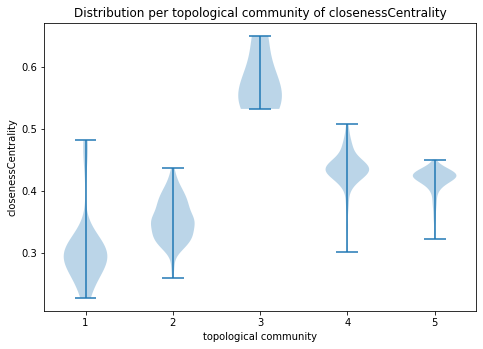 Distribution per topological community of closenessCentrality
closenessCentrality
0.6
0.5
0.4
0.3
1 2 3 4 5
topological community